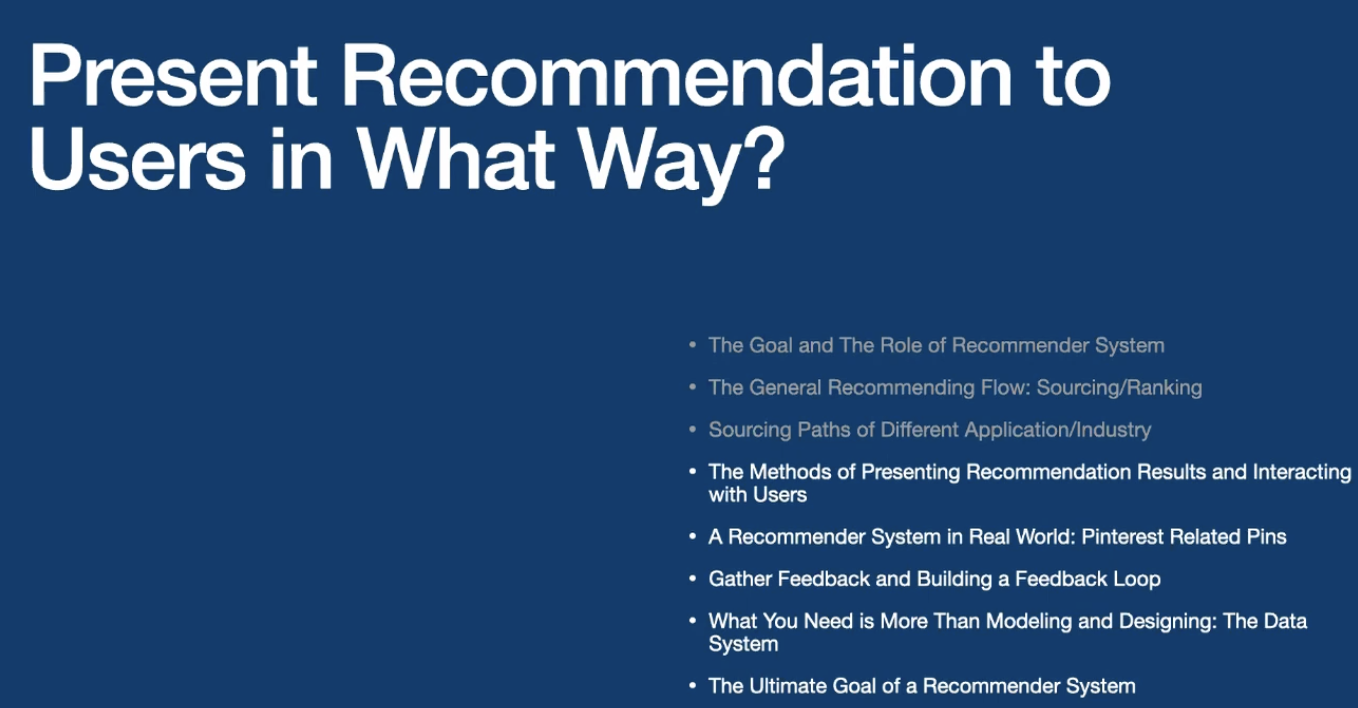 Present Recommendation to
Users in What Way?
• The Goal and The Role of Recommender System
• The General Recommending Flow: Sourcing/Ranking
• Sourcing Paths of Different Application/Industry
• The Methods of Presenting Recommendation Results and Interacting
with Users
• A Recommender System in Real World: Pinterest Related Pins
• Gather Feedback and Building a Feedback Loop
• What You Need is More Than Modeling and Designing: The Data
System
• The Ultimate Goal of a Recommender System